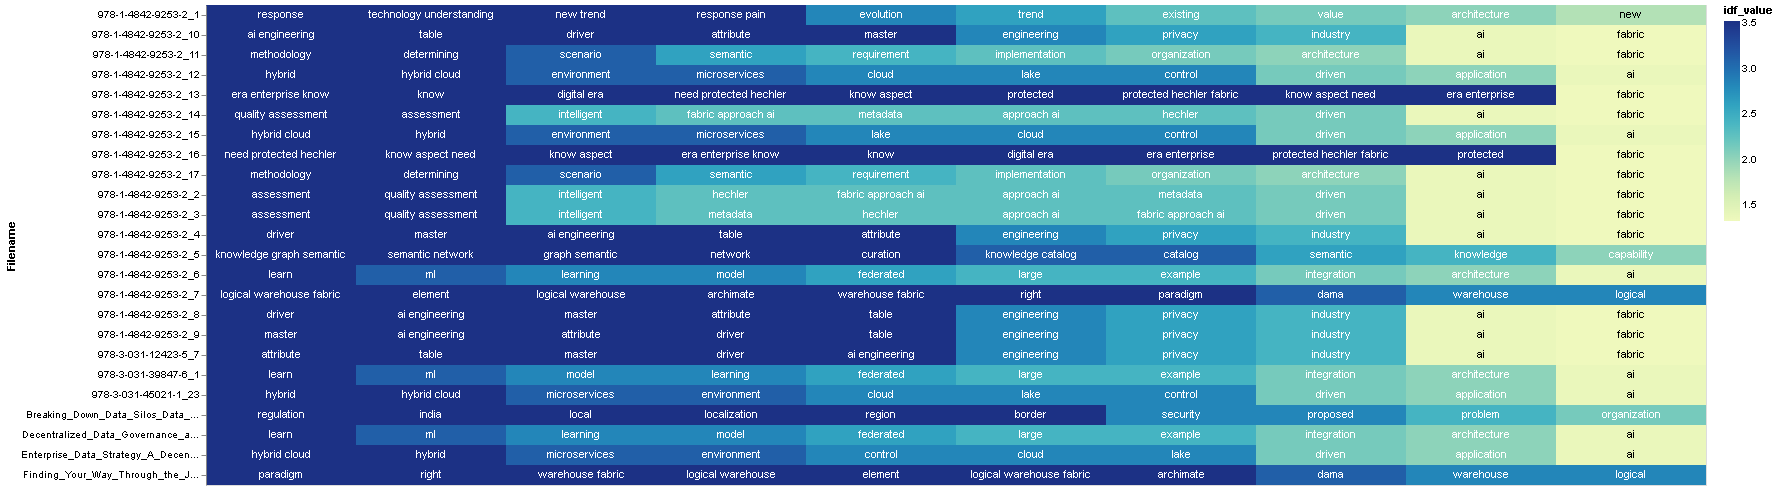 idf_value
978-1-4842-9253-2_1 response technology understanding new trend response pain evolution trend existing value architecture new
3.5
978-1-4842-9253-2_10 ai engineering table driver attribute master engineering privacy industry ai fabric
978-1-4842-9253-2_11 methodology determining scenario semantic requirement implementation organization architecture ai fabric
978-1-4842-9253-2_12 hybrid hybrid cloud environment microservices cloud lake control driven application ai
3.0
978-1-4842-9253-2_13 era enterprise know know digital era need protected hechler know aspect protected protected hechler fabric know aspect need era enterprise fabric
978-1-4842-9253-2_14 quality assessment assessment intelligent fabric approach ai metadata approach ai hechler driven ai fabric
2.5
978-1-4842-9253-2_15 hybrid cloud hybrid environment microservices lake cloud control driven application ai
978-1-4842-9253-2_16 need protected hechler know aspect need know aspect era enterprise know know digital era era enterprise protected hechler fabric protected fabric
2.0
978-1-4842-9253-2_17 methodology determining scenario semantic requirement implementation organization architecture ai fabric
978-1-4842-9253-2_2 assessment quality assessment intelligent hechler fabric approach ai approach ai metadata driven ai fabric
1.5
978-1-4842-9253-2_3 assessment quality assessment intelligent metadata hechler approach ai fabric approach ai driven ai fabric
978-1-4842-9253-2_4 driver master ai engineering table attribute engineering privacy industry ai fabric
Filename
978-1-4842-9253-2_5 knowledge graph semantic semantic network graph semantic network curation knowledge catalog catalog semantic knowledge capability
978-1-4842-9253-2_6 learn ml learning model federated large example integration architecture ai
978-1-4842-9253-2_7 logical warehouse fabric element logical warehouse archimate warehouse fabric right paradigm dama warehouse logical
978-1-4842-9253-2_8 driver ai engineering master attribute table engineering privacy industry ai fabric
978-1-4842-9253-2_9 master ai engineering attribute driver table engineering privacy industry ai fabric
978-3-031-12423-5_7 attribute table master driver ai engineering engineering privacy industry ai fabric
978-3-031-39847-6_1 learn ml model learning federated large example integration architecture ai
978-3-031-45021-1_23 hybrid hybrid cloud microservices environment cloud lake control driven application ai
Breaking_Down_Data_Silos_Data_... regulation india local localization region border security proposed problem organization
Decentralized_Data_Governance_a... learn ml learning model federated large example integration architecture ai
Enterprise_Data_Strategy_A_Decen... hybrid cloud hybrid microservices environment control cloud lake driven application ai
Finding_Your_Way_Through_the_J... paradigm right warehouse fabric logical warehouse element logical warehouse fabric archimate dama warehouse logical